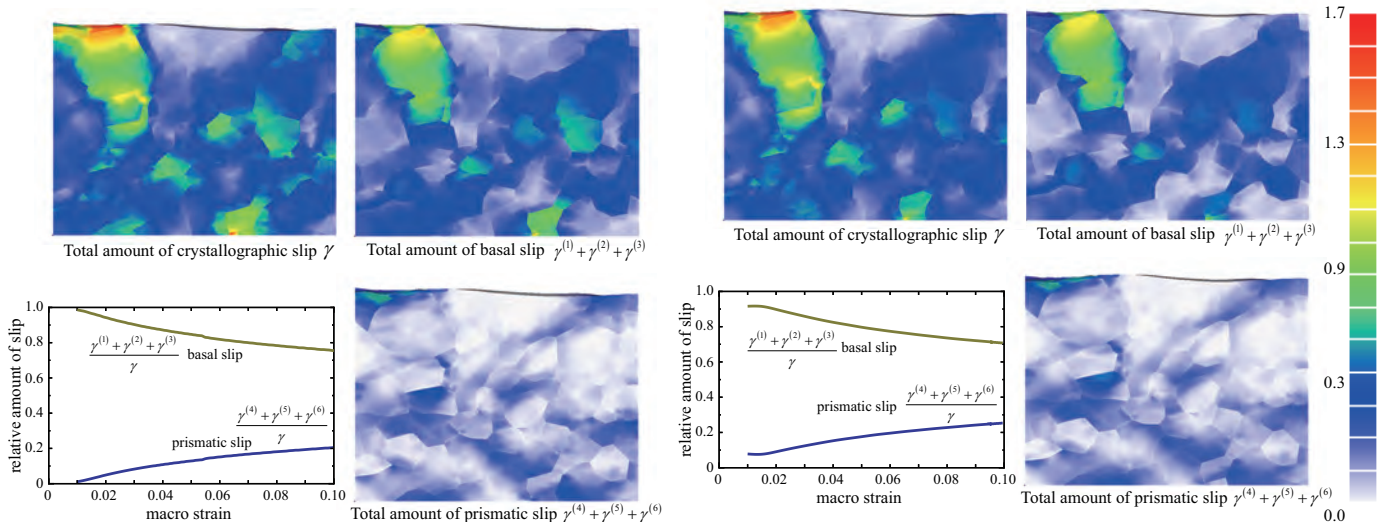 Total amount of crystallographic slip γ
Total amount of basal slip γ⁽¹⁾ + γ⁽²⁾ + γ⁽³⁾
relative amount of slip
1.0
0.8
0.6
0.4
0.2
0
γ⁽¹⁾ + γ⁽²⁾ + γ⁽³⁾
γ
basal slip
γ⁽⁴⁾ + γ⁽⁵⁾ + γ⁽⁶⁾
γ
prismatic slip
0.02 0.04 0.06 0.08 0.10
macro strain
Total amount of prismatic slip γ⁽⁴⁾ + γ⁽⁵⁾ + γ⁽⁶⁾
Total amount of crystallographic slip γ
Total amount of basal slip γ⁽¹⁾ + γ⁽²⁾ + γ⁽³⁾
relative amount of slip
1.0
0.8
0.6
0.4
0.2
0
γ⁽¹⁾ + γ⁽²⁾ + γ⁽³⁾
γ
basal slip
prismatic slip
γ⁽⁴⁾ + γ⁽⁵⁾ + γ⁽⁶⁾
γ
0.02 0.04 0.06 0.08 0.10
macro strain
Total amount of prismatic slip γ⁽⁴⁾ + γ⁽⁵⁾ + γ⁽⁶⁾
1.7
1.3
0.9
0.3
0.0